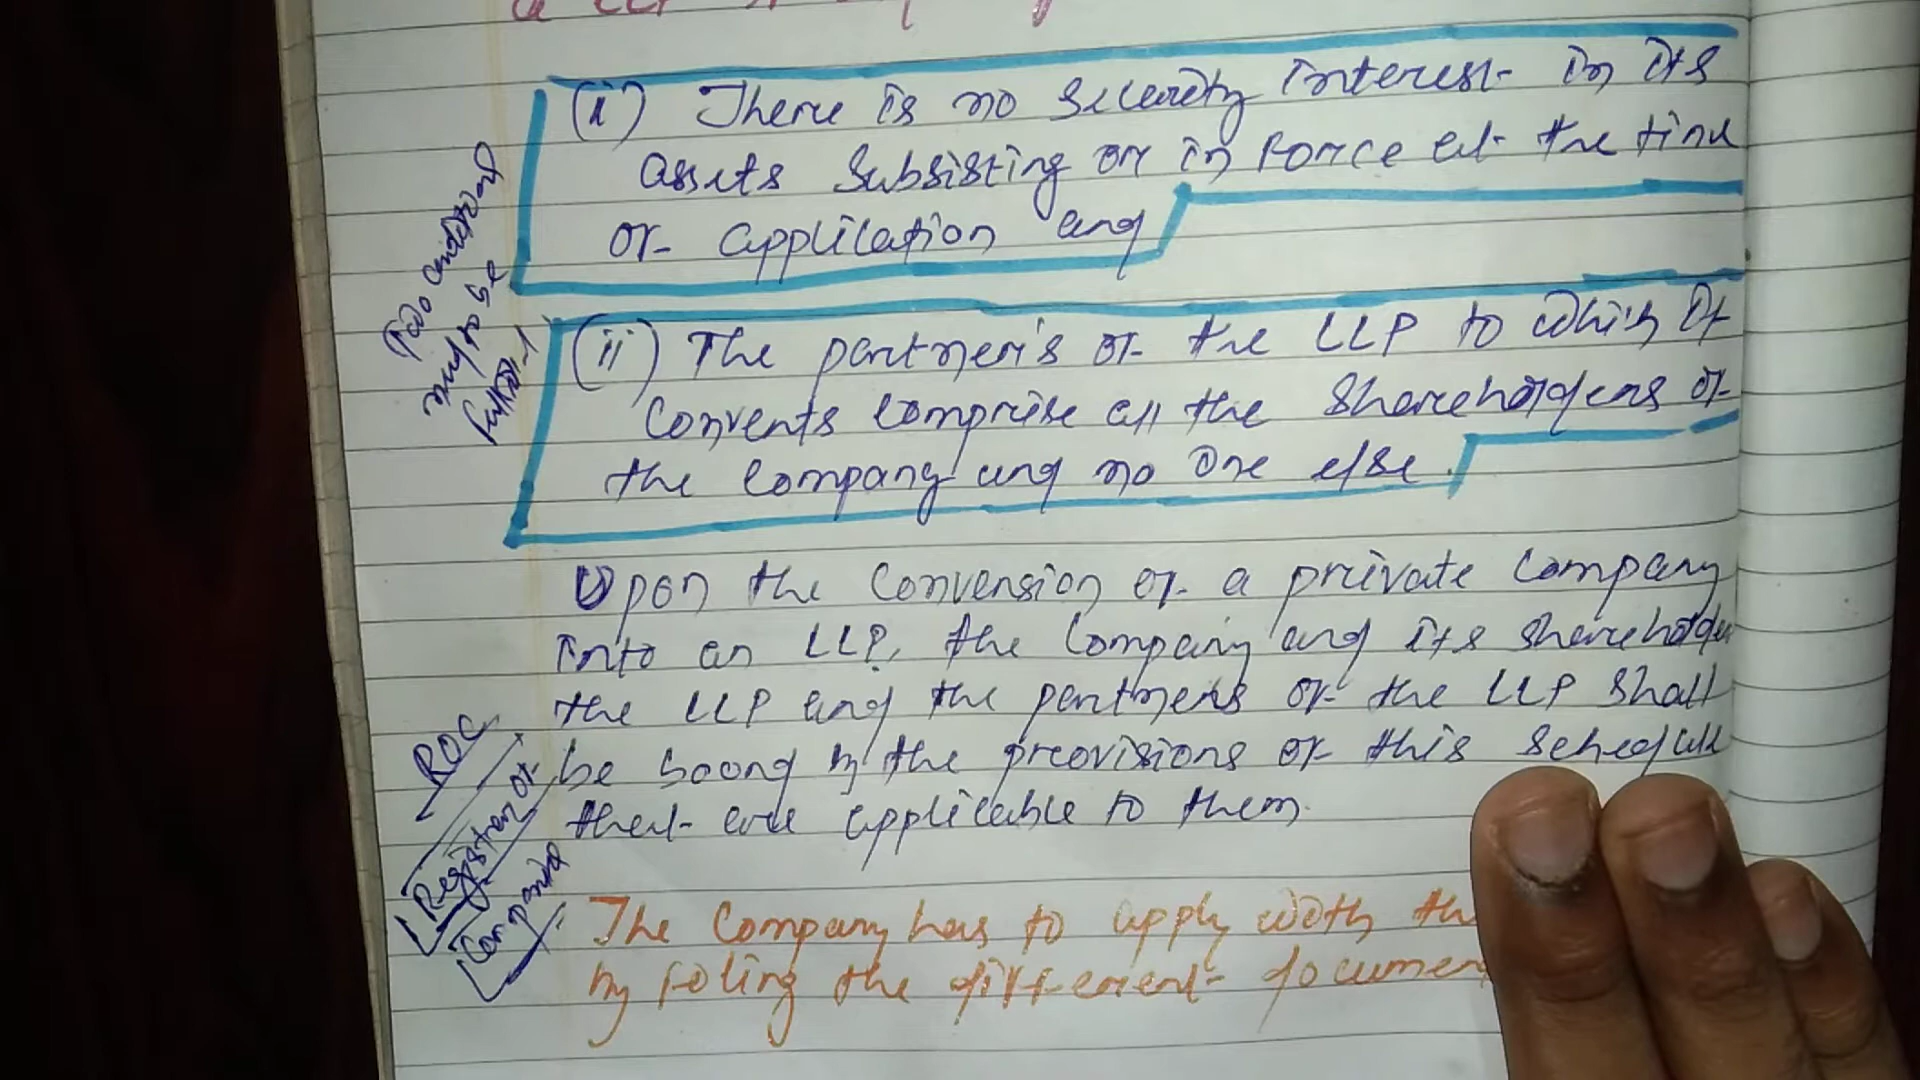 a LLP
(i) There is no Security interest in its
assets subsisting or in force at the time
of application and
(ii) The partners of the LLP to which it
Convents comprise all the Shareholders of
the company and no one else.
Two conditions
must to be
fulfill
Upon the Conversion of a private Company
into an LLP, the Company and its shareholder
the LLP and the partners of the LLP shall
be bound by the provisions of this schedule
that are applicable to them.
ROC
Registrar of
Companies
The Company has to apply with the
by filing the different documen